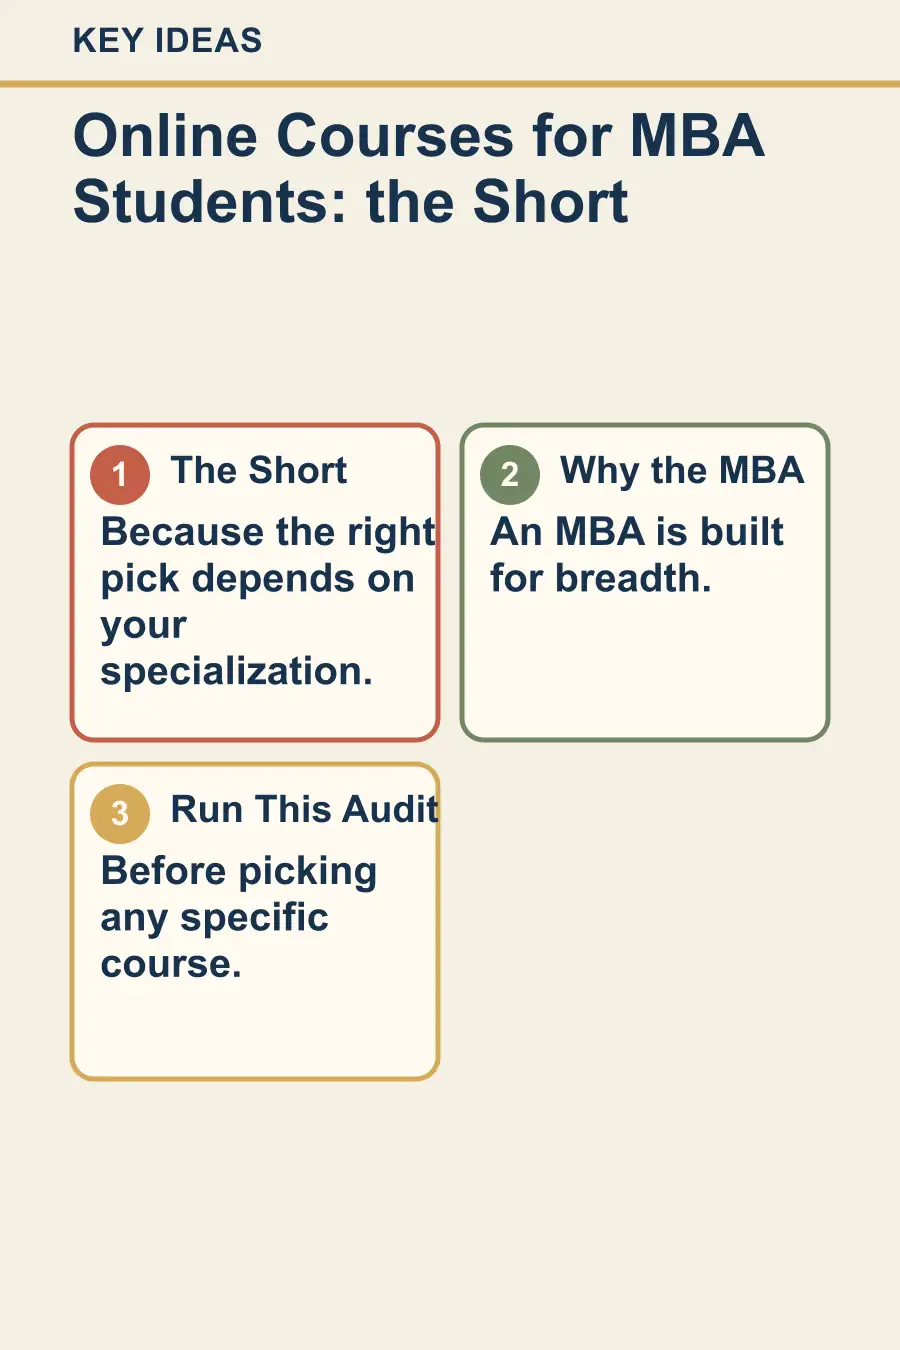 KEY IDEAS
Online Courses for MBA
Students: the Short
1 The Short
Because the right
pick depends on
your
specialization.
2 Why the MBA
An MBA is built
for breadth.
3 Run This Audit
Before picking
any specific
course.